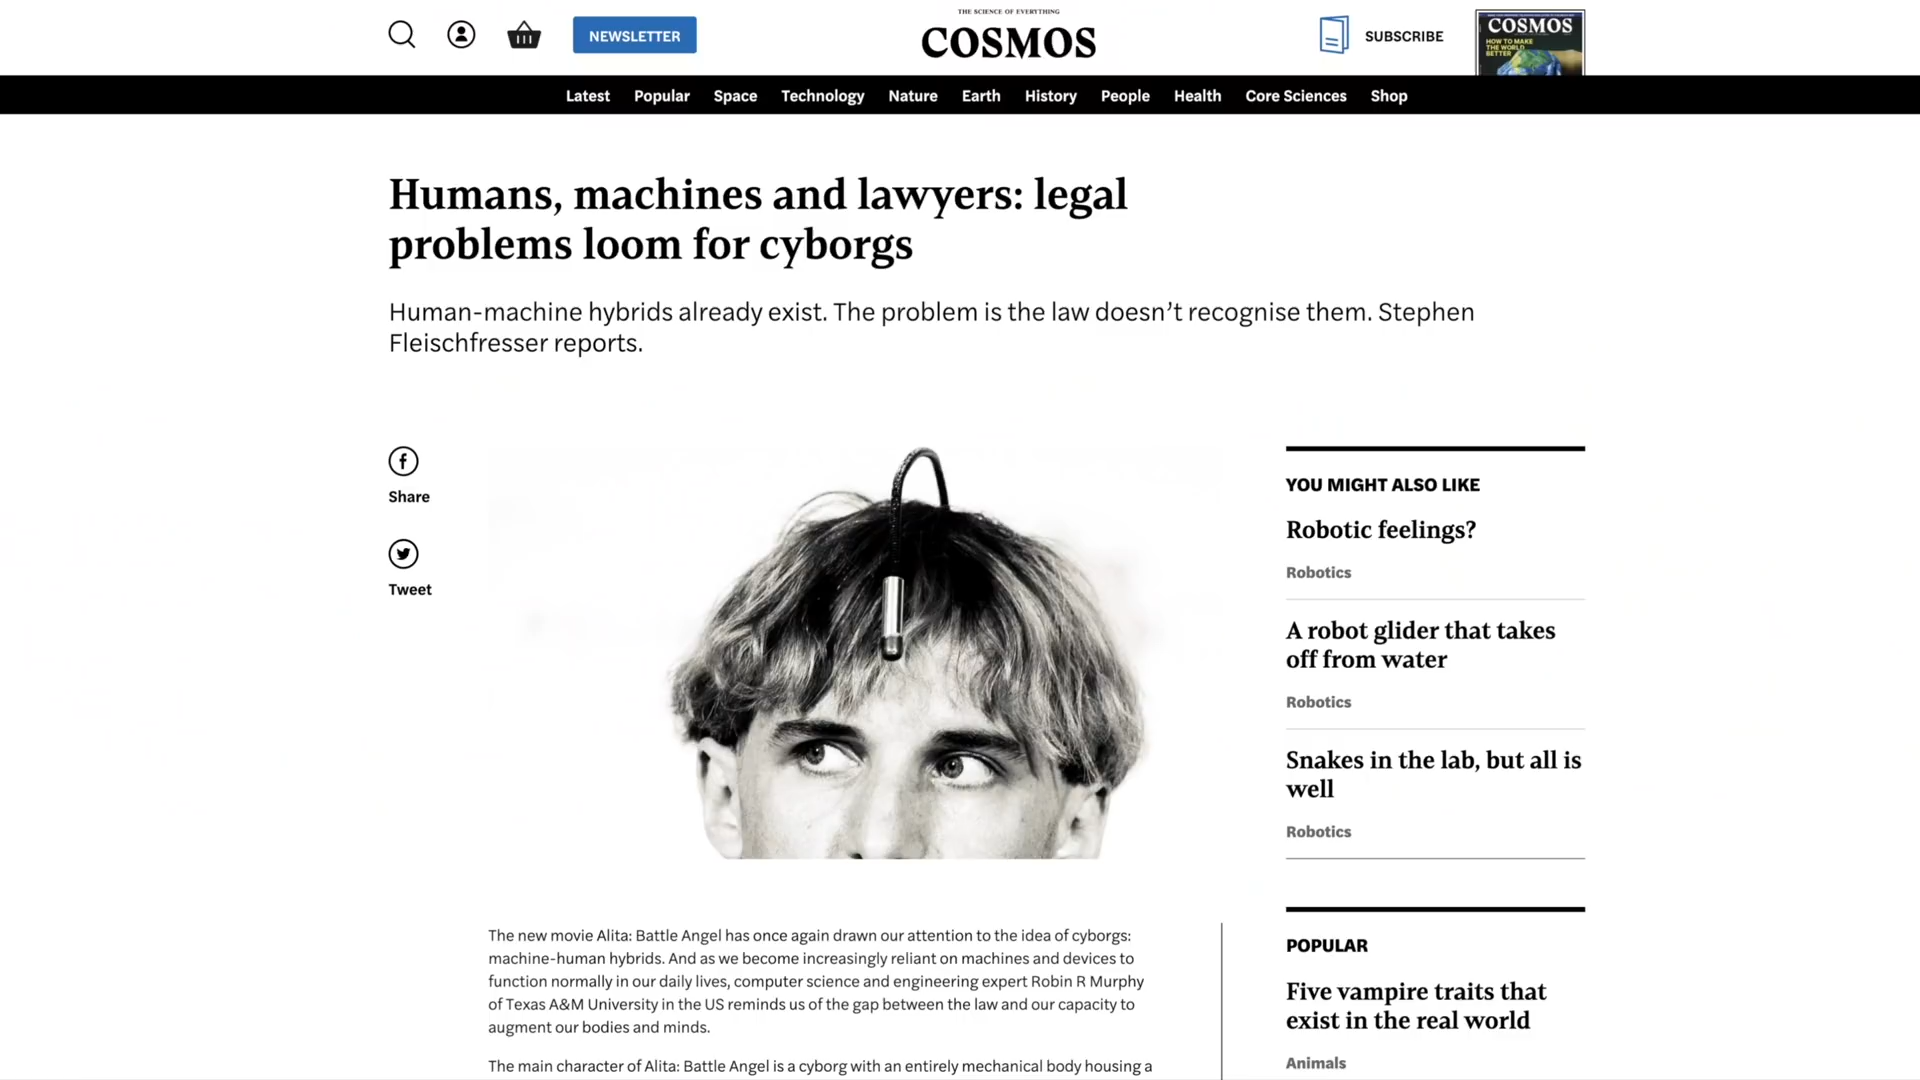 NEWSLETTER
THE SCIENCE OF EVERYTHING
COSMOS
SUBSCRIBE
COSMOS
HOW TO MAKE
THE WORLD
BETTER
Latest Popular Space Technology Nature Earth History People Health Core Sciences Shop
Humans, machines and lawyers: legal
problems loom for cyborgs
Human-machine hybrids already exist. The problem is the law doesn’t recognise them. Stephen
Fleischfresser reports.
Share
Tweet
YOU MIGHT ALSO LIKE
Robotic feelings?
Robotics
A robot glider that takes
off from water
Robotics
Snakes in the lab, but all is
well
Robotics
The new movie Alita: Battle Angel has once again drawn our attention to the idea of cyborgs:
machine-human hybrids. And as we become increasingly reliant on machines and devices to
function normally in our daily lives, computer science and engineering expert Robin R Murphy
of Texas A&M University in the US reminds us of the gap between the law and our capacity to
augment our bodies and minds.
The main character of Alita: Battle Angel is a cyborg with an entirely mechanical body housing a
POPULAR
Five vampire traits that
exist in the real world
Animals